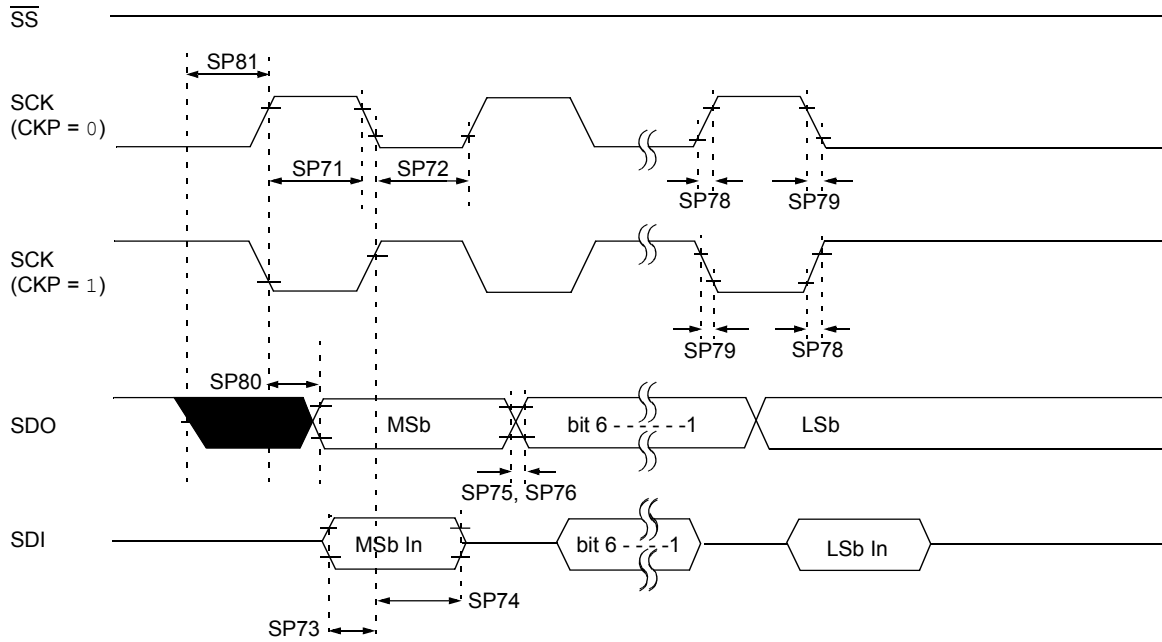 SS
SP81
SCK
(CKP = 0)
SP71
SP72
SP78
SP79
SCK
(CKP = 1)
SP79
SP78
SP80
SDO
MSb
bit 6 - - - - - -1
LSb
SP75, SP76
SDI
MSb In
bit 6 - - - - -1
LSb In
SP74
SP73